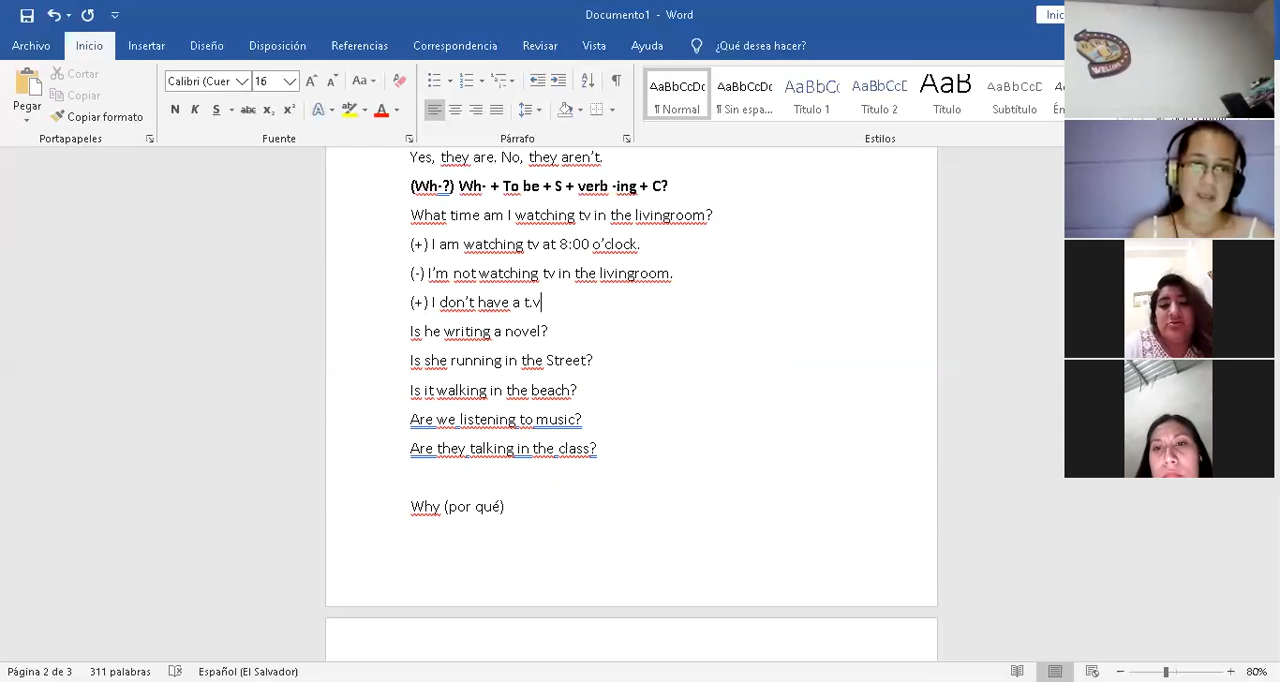 Documento1 - Word
Inic
Archivo Inicio Insertar Diseño Disposición Referencias Correspondencia Revisar Vista Ayuda ¿Qué desea hacer?
Pegar
Cortar
Copiar
Copiar formato
Portapapeles
Calibri (Cuer 16
N K S abc x₂ x²
Fuente
Párrafo
AaBbCcDc AaBbCcDc AaBbCc AaBbCcD AaB AaBbCcD
¶ Normal ¶ Sin espa... Título 1 Título 2 Título Subtítulo
Estilos
WELLINK
Yes, they are. No, they aren't.
(Wh-?) Wh- + To be + S + verb -ing + C?
What time am I watching tv in the livingroom?
(+) I am watching tv at 8:00 o'clock.
(-) I'm not watching tv in the livingroom.
(+) I don't have a t.v
Is he writing a novel?
Is she running in the Street?
Is it walking in the beach?
Are we listening to music?
Are they talking in the class?
Why (por qué)
Página 2 de 3 311 palabras Español (El Salvador) 80%